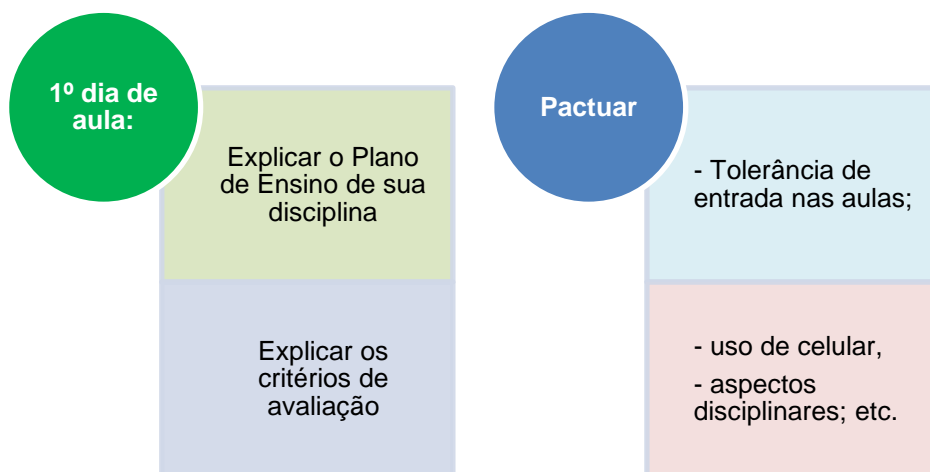 1º dia de
aula:
Explicar o Plano
de Ensino de sua
disciplina
Explicar os
critérios de
avaliação
Pactuar
- Tolerância de
entrada nas aulas;
- uso de celular,
- aspectos
disciplinares; etc.